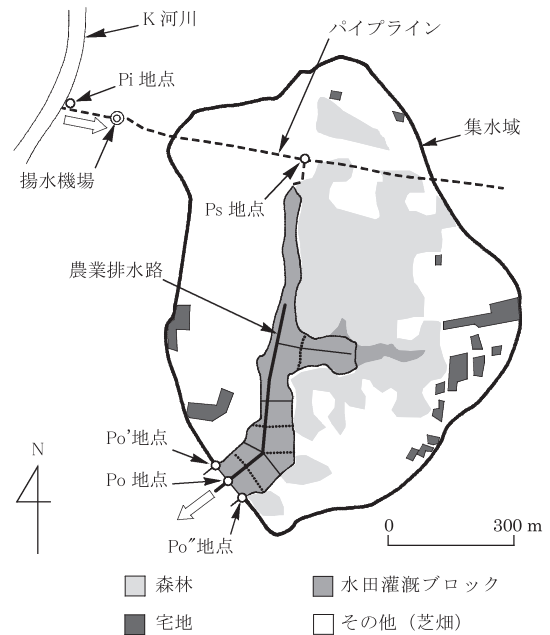 K 河川
Pi 地点
パイプライン
集水域
揚水機場
Ps 地点
農業排水路
Po'地点
Po 地点
Po"地点
N
0 300 m
森林
水田灌漑ブロック
宅地
その他（芝畑）